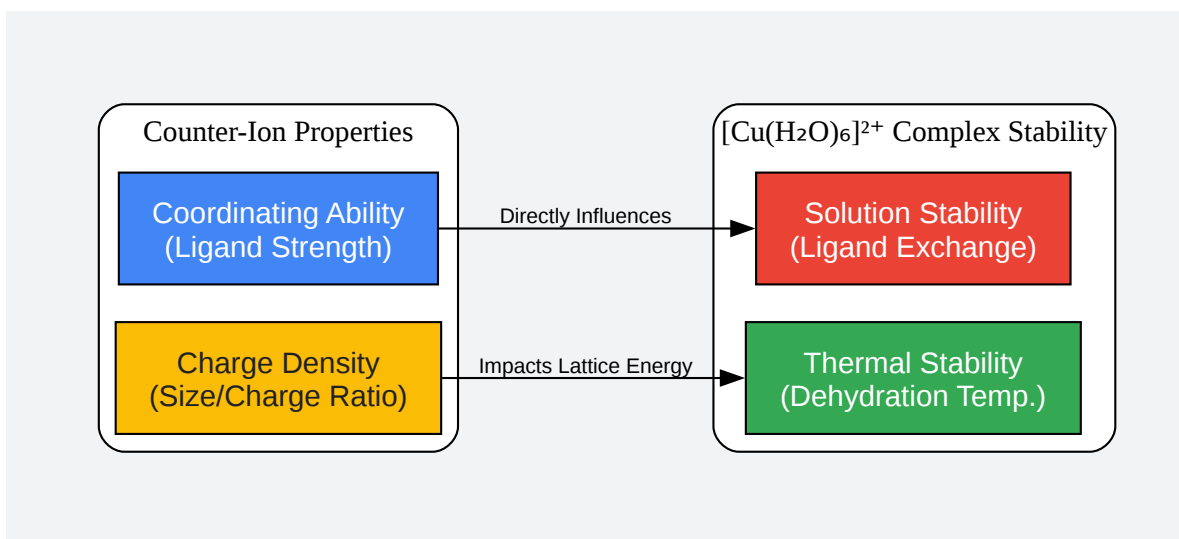 Counter-Ion Properties
Coordinating Ability
(Ligand Strength)
Charge Density
(Size/Charge Ratio)
Directly Influences
Impacts Lattice Energy
[Cu(H₂O)₆]²⁺ Complex Stability
Solution Stability
(Ligand Exchange)
Thermal Stability
(Dehydration Temp.)